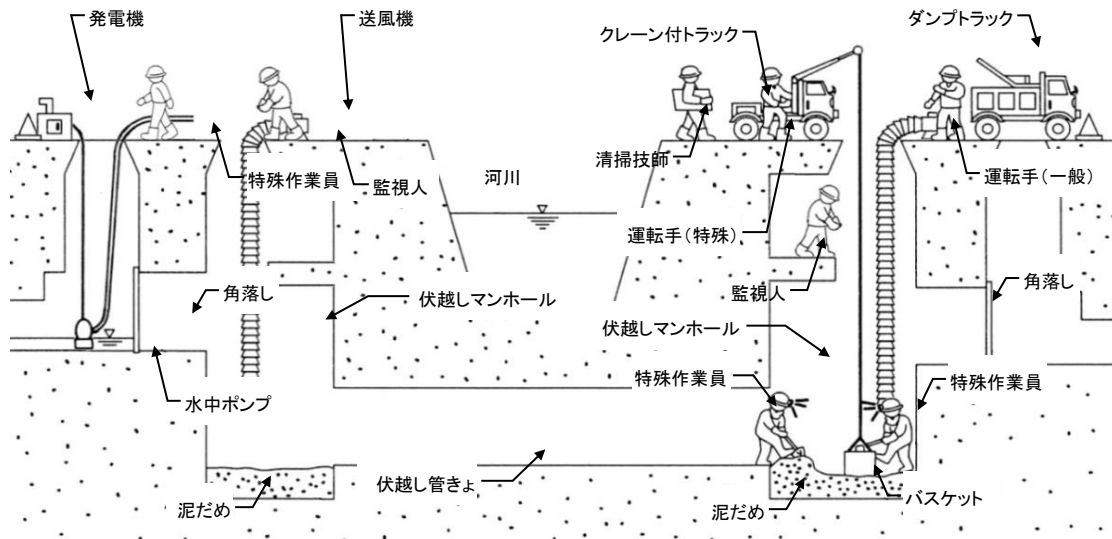 発電機
送風機
クレーン付トラック
ダンプトラック
清掃技師
特殊作業員
監視人
河川
運転手(一般)
運転手(特殊)
監視人
角落し
伏越しマンホール
角落し
伏越しマンホール
特殊作業員
特殊作業員
水中ポンプ
伏越し管きょ
バスケット
泥だめ
泥だめ